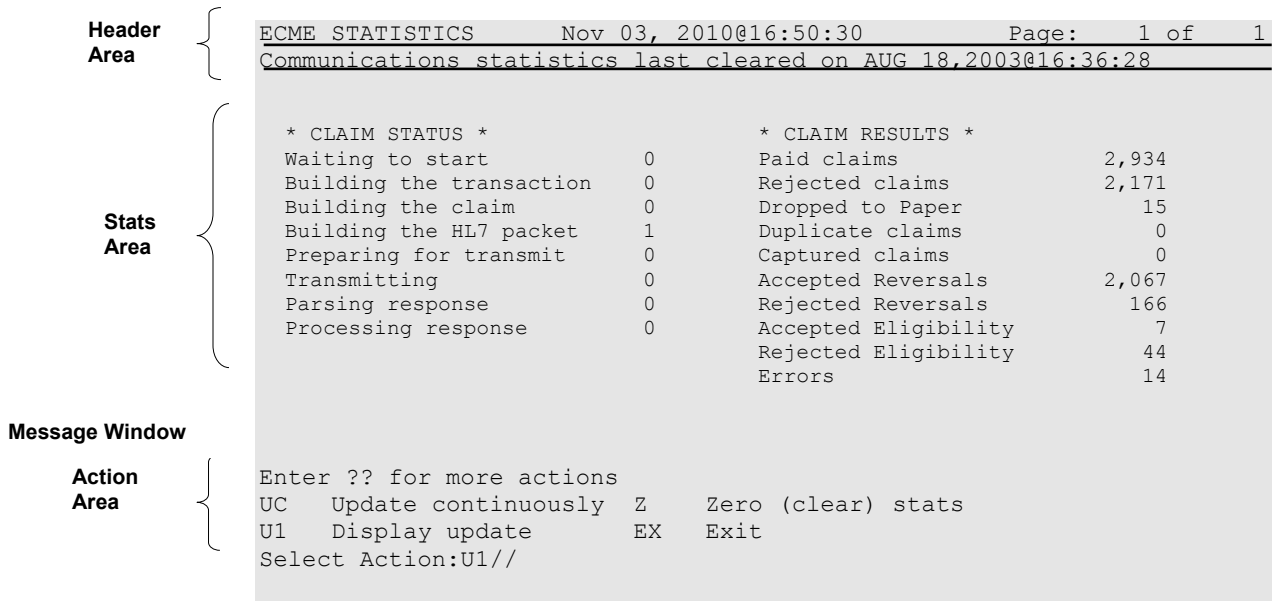 Header
Area
ECME STATISTICS Nov 03, 2010@16:50:30 Page: 1 of 1
Communications statistics last cleared on AUG 18,2003@16:36:28
Stats
Area
* CLAIM STATUS * * CLAIM RESULTS *
Waiting to start 0 Paid claims 2,934
Building the transaction 0 Rejected claims 2,171
Building the claim 0 Dropped to Paper 15
Building the HL7 packet 1 Duplicate claims 0
Preparing for transmit 0 Captured claims 0
Transmitting 0 Accepted Reversals 2,067
Parsing response 0 Rejected Reversals 166
Processing response 0 Accepted Eligibility 7
Rejected Eligibility 44
Errors 14
Message Window
Action
Area
Enter ?? for more actions
UC Update continuously Z Zero (clear) stats
U1 Display update EX Exit
Select Action:U1//